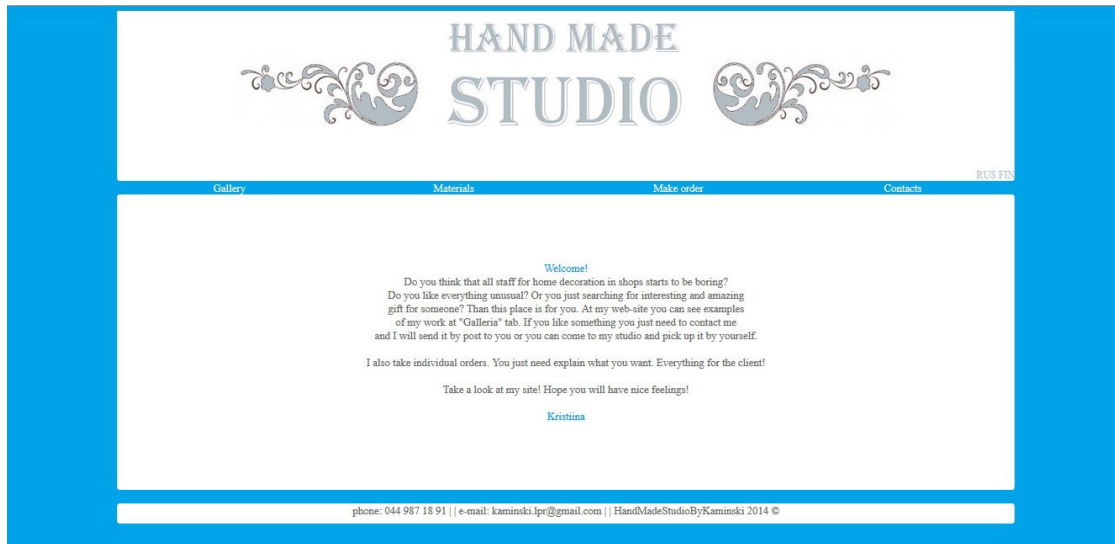 HAND MADE
STUDIO
RUS FIN
Gallery Materials Make order Contacts
Welcome!
Do you think that all staff for home decoration in shops starts to be boring?
Do you like everything unusual? Or you just searching for interesting and amazing
gift for someone? Than this place is for you. At my web-site you can see examples
of my work at "Galleria" tab. If you like something you just need to contact me
and I will send it by post to you or you can come to my studio and pick up it by yourself.
I also take individual orders. You just need explain what you want. Everything for the client!
Take a look at my site! Hope you will have nice feelings!
Kristiina
phone: 044 987 18 91 | | e-mail: kaminski.lpr@gmail.com | | HandMadeStudioByKaminski 2014 ©